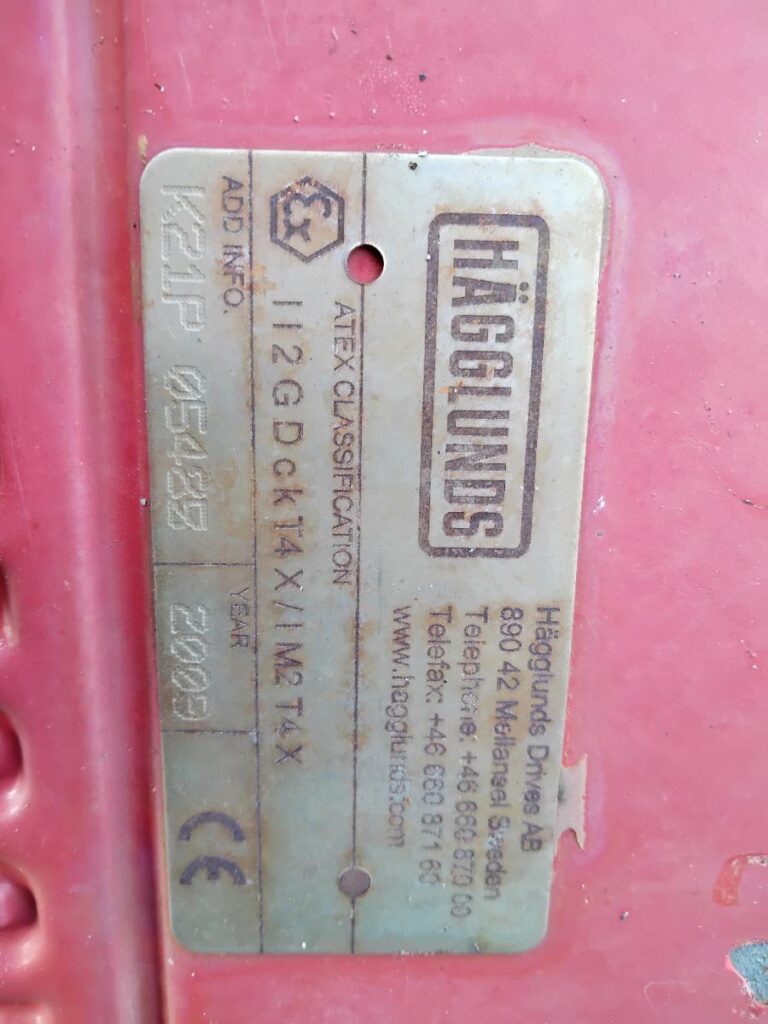 HÄGGLUNDS
Hägglunds Drives AB
890 42 Mellansel Sweden
Telephone: +46 660 870 00
Telefax: +46 660 871 60
www.hagglunds.com
Ex
ATEX CLASSIFICATION
I I 2 G D c k T4 X / I M2 T4 X
ADD INFO.
K21P
YEAR
2009
CE